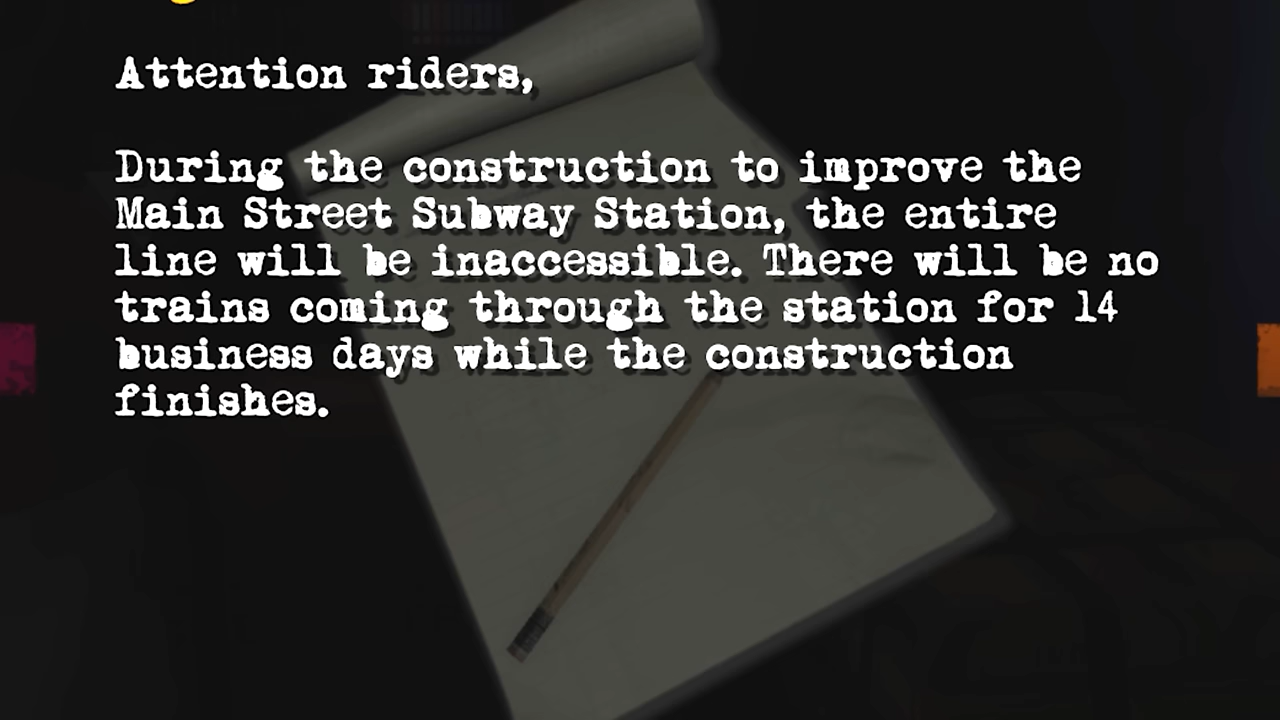 Attention riders,
During the construction to improve the
Main Street Subway Station, the entire
line will be inaccessible. There will be no
trains coming through the station for 14
business days while the construction
finishes.